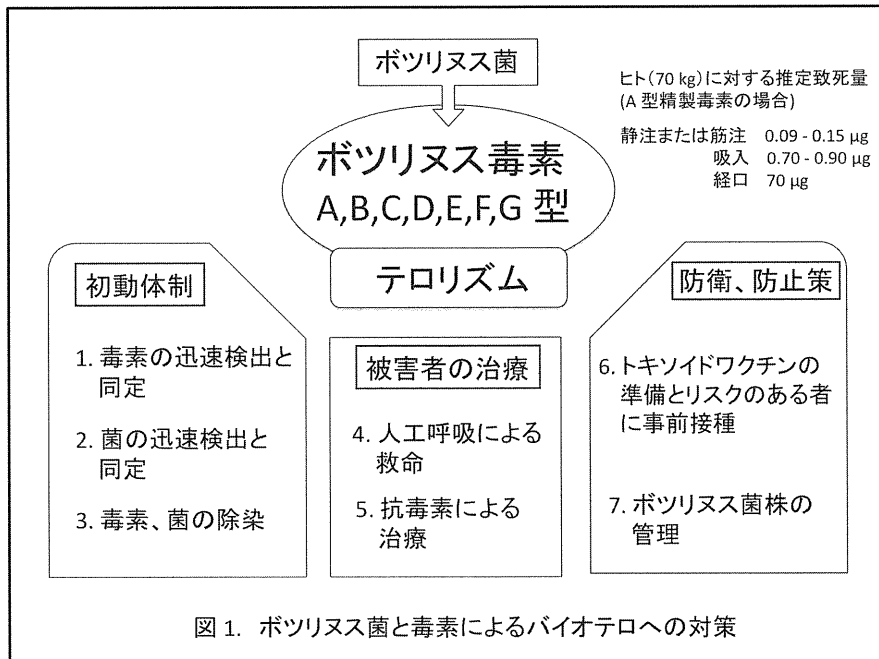 ボツリヌス菌
ヒト(70 kg)に対する推定致死量
(A 型精製毒素の場合)
静注または筋注 0.09 - 0.15 μg
吸入 0.70 - 0.90 μg
経口 70 μg
ボツリヌス毒素
A,B,C,D,E,F,G 型
テロリズム
初動体制
1. 毒素の迅速検出と
同定
2. 菌の迅速検出と
同定
3. 毒素、菌の除染
被害者の治療
4. 人工呼吸による
救命
5. 抗毒素による
治療
防衛、防止策
6. トキソイドワクチンの
準備とリスクのある者
に事前接種
7. ボツリヌス菌株の
管理
図 1. ボツリヌス菌と毒素によるバイオテロへの対策